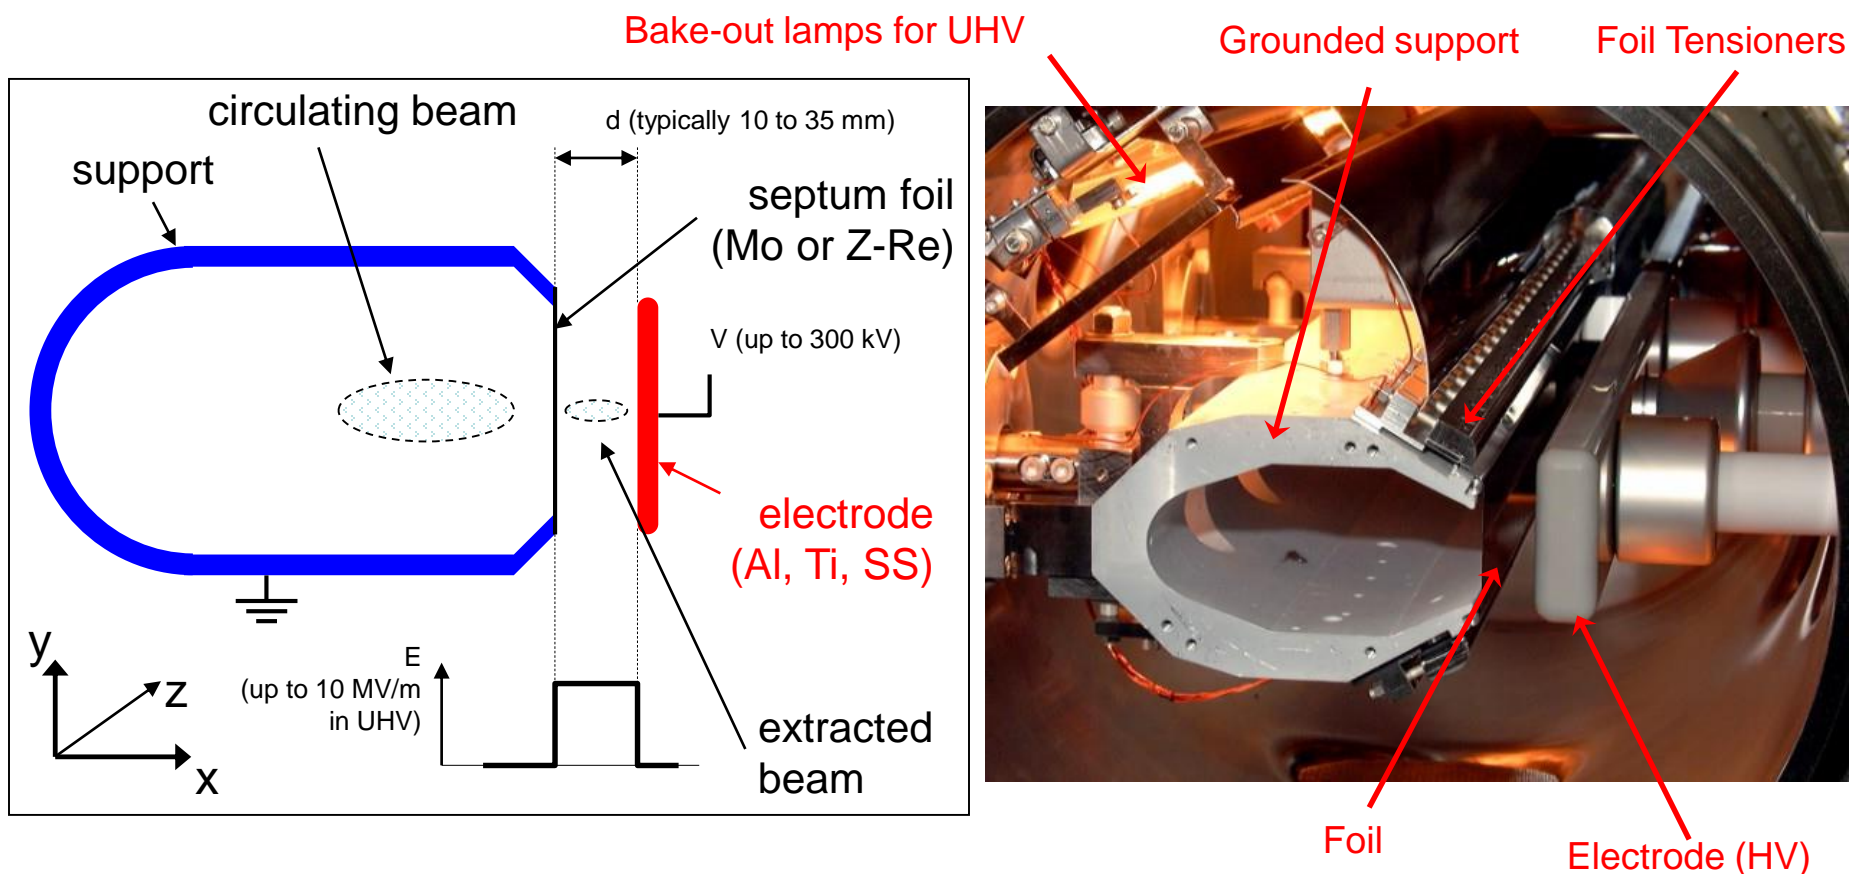 Bake-out lamps for UHV
Grounded support
Foil Tensioners
circulating beam
d (typically 10 to 35 mm)
support
septum foil
(Mo or Z-Re)
V (up to 300 kV)
electrode
(Al, Ti, SS)
y
z
x
E
(up to 10 MV/m
in UHV)
extracted
beam
Foil
Electrode (HV)